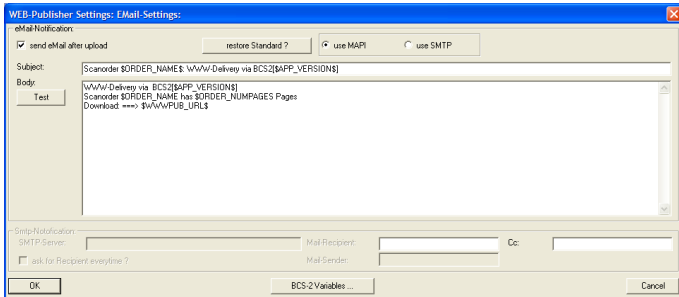 WEB-Publisher Settings: EMail-Settings:
eMail-Notification:
send eMail after upload
restore Standard ?
use MAPI
use SMTP
Subject:
Scanorder $ORDER_NAME$: WWW-Delivery via BCS2[$APP_VERSION$]
Body:
Test
WWW-Delivery via BCS2[$APP_VERSION$]
Scanorder $ORDER_NAME has $ORDER_NUMPAGES Pages
Download: ===> $WWWPUB_URL$
Smtp-Notofication
SMTP-Server:
Mail-Recipient:
Cc:
ask for Recipient everytime ?
Mail-Sender:
OK
BCS-2 Variables ...
Cancel